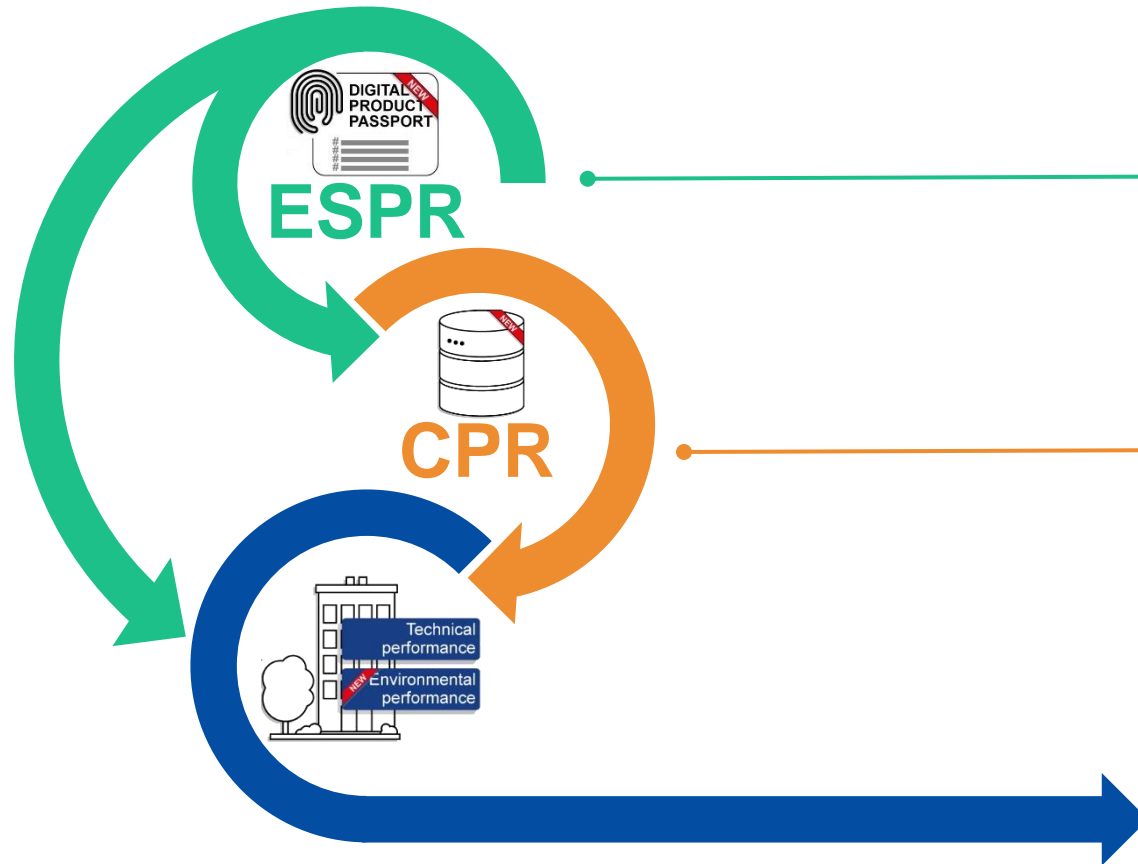 DIGITAL
PRODUCT
PASSPORT
NEW
#
#
#
#
ESPR
NEW
CPR
Technical
performance
NEW
Environmental
performance